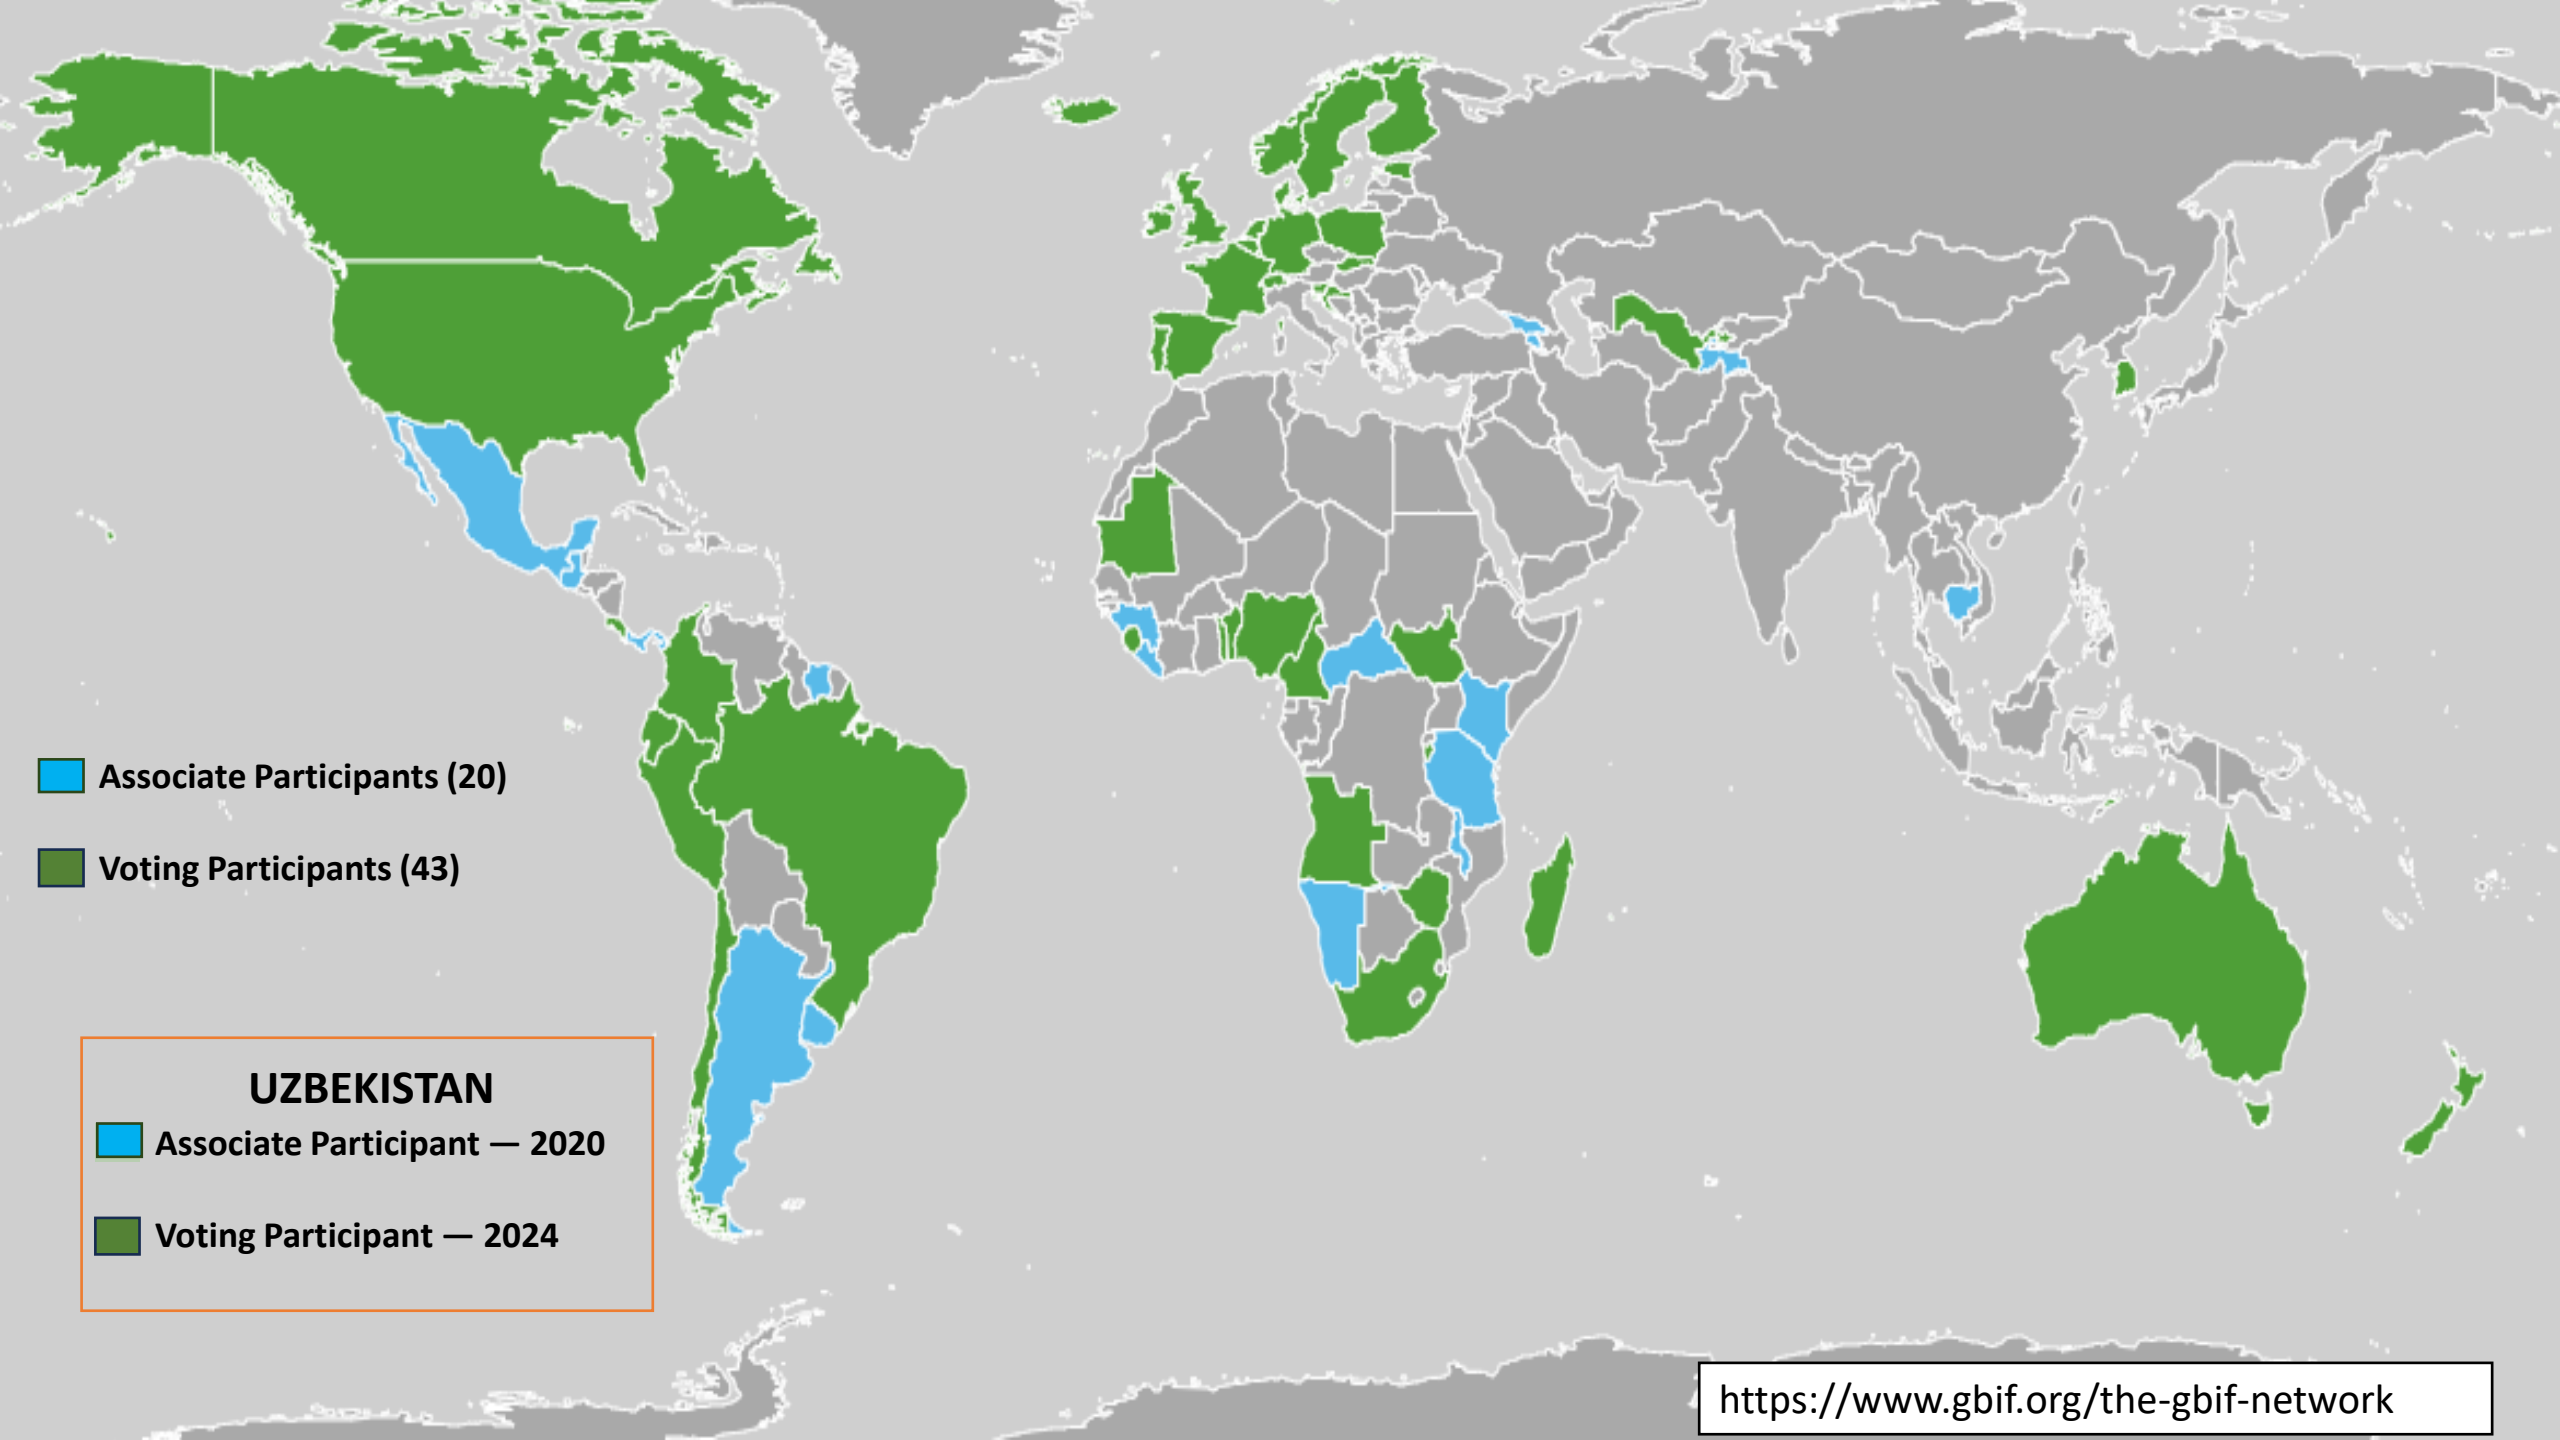 Associate Participants (20)
Voting Participants (43)
UZBEKISTAN
Associate Participant — 2020
Voting Participant — 2024
https://www.gbif.org/the-gbif-network